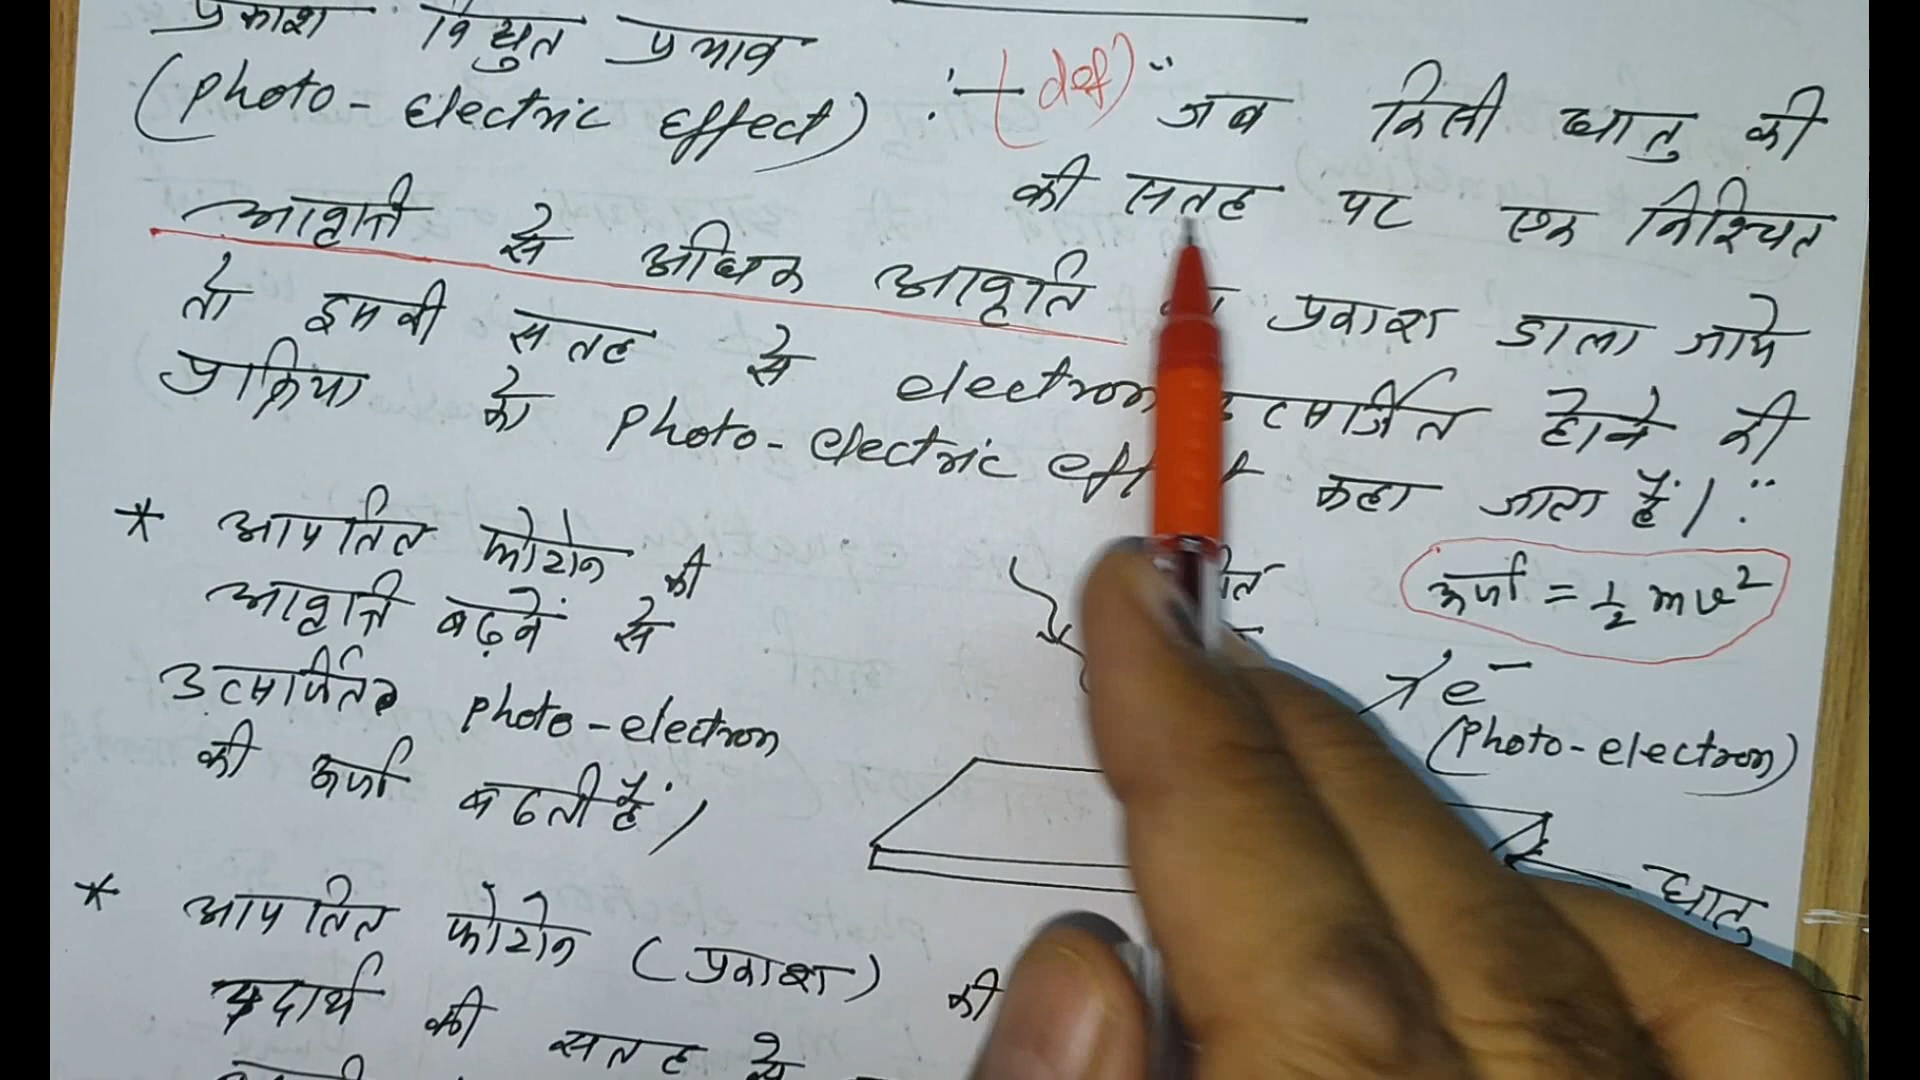 प्रकाश विद्युत प्रभाव
(Photo-electric effect) :- (def) " जब किसी धातु की
की सतह पर एक निश्चित
आवृत्ति से अधिक आवृति का प्रकाश डाला जाये
तो इसकी सतह से electron उत्सर्जित होने की
प्रक्रिया को photo-electric effect कहा जाता हैं। "
* आपतित फोटोन की
आवृत्ति बढ़ने से
उत्सर्जित photo-electron
की ऊर्जा बढती हैं।
ऊर्जा = 1/2 mv²
e⁻
(photo-electron)
धातु
* आपतित फोटोन (प्रकाश) की
पदार्थ की सतह से